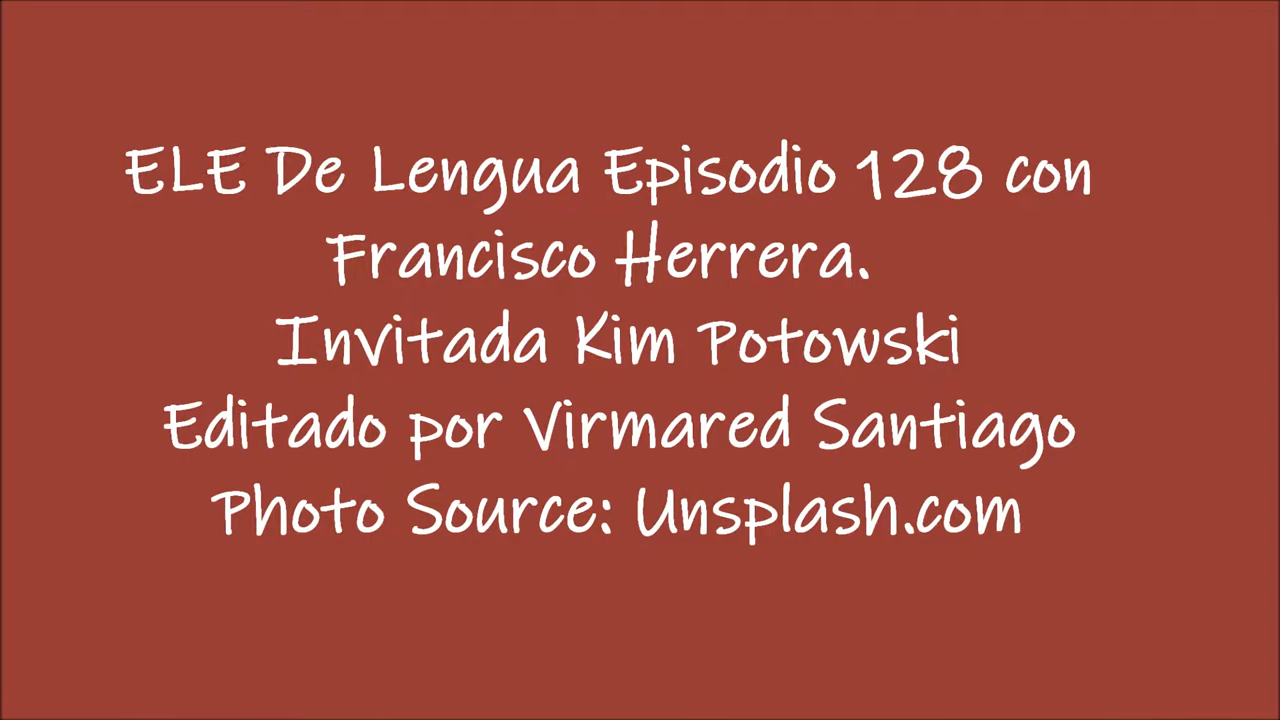 ELE De Lengua Episodio 128 con
Francisco Herrera.
Invitada Kim Potowski
Editado por Virmared Santiago
Photo Source: Unsplash.com